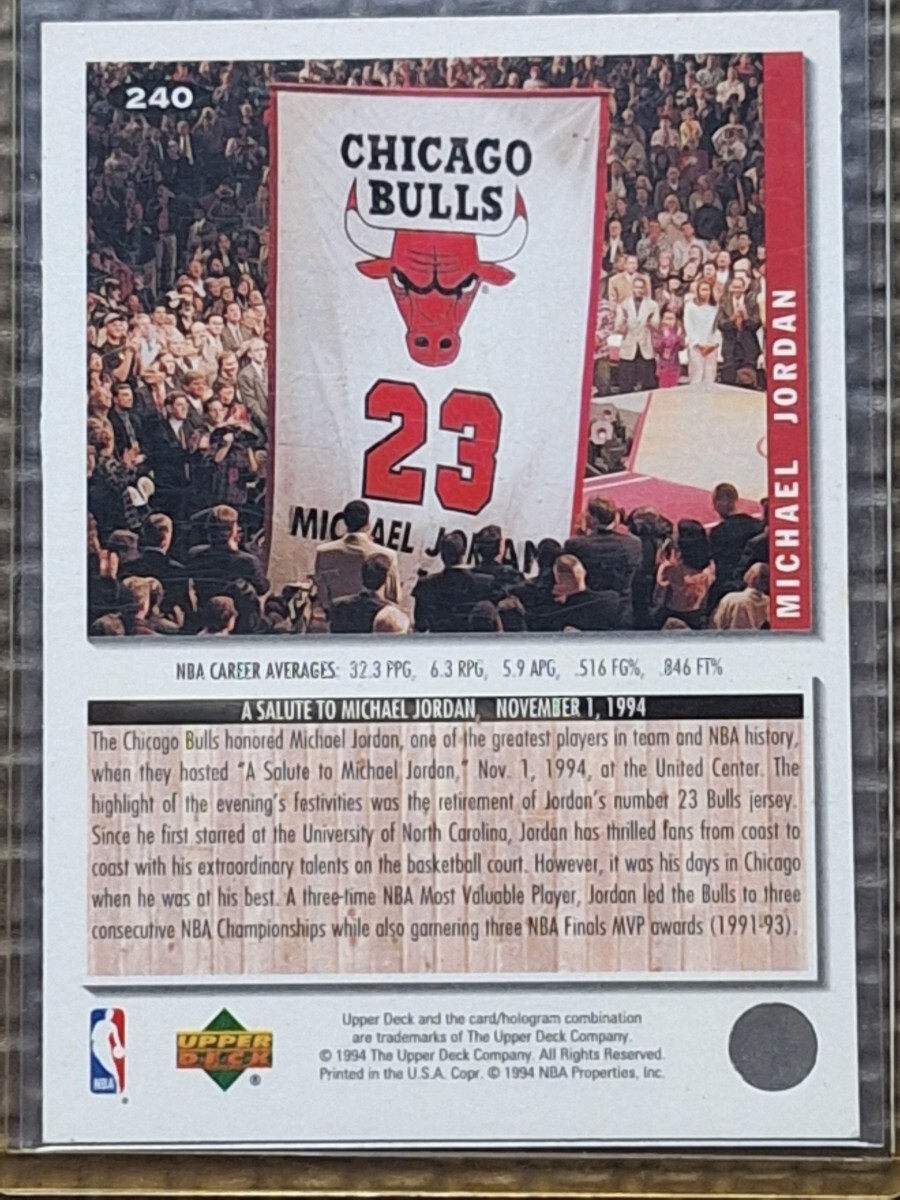 240
CHICAGO
BULLS
23
MICHAEL JORDAN
MICHAEL JORDAN
NBA CAREER AVERAGES: 32.3 PPG, 6.3 RPG, 5.9 APG, .516 FG%, .846 FT%
A SALUTE TO MICHAEL JORDAN, NOVEMBER 1, 1994
The Chicago Bulls honored Michael Jordan, one of the greatest players in team and NBA history,
when they hosted "A Salute to Michael Jordan," Nov. 1, 1994, at the United Center. The
highlight of the evening's festivities was the retirement of Jordan's number 23 Bulls jersey.
Since he first starred at the University of North Carolina, Jordan has thrilled fans from coast to
coast with his extraordinary talents on the basketball court. However, it was his days in Chicago
when he was at his best. A three-time NBA Most Valuable Player, Jordan led the Bulls to three
consecutive NBA Championships while also garnering three NBA Finals MVP awards (1991-93).
NBA
UPPER
DECK
®
Upper Deck and the card/hologram combination
are trademarks of The Upper Deck Company.
© 1994 The Upper Deck Company. All Rights Reserved.
Printed in the U.S.A. Copr. © 1994 NBA Properties, Inc.